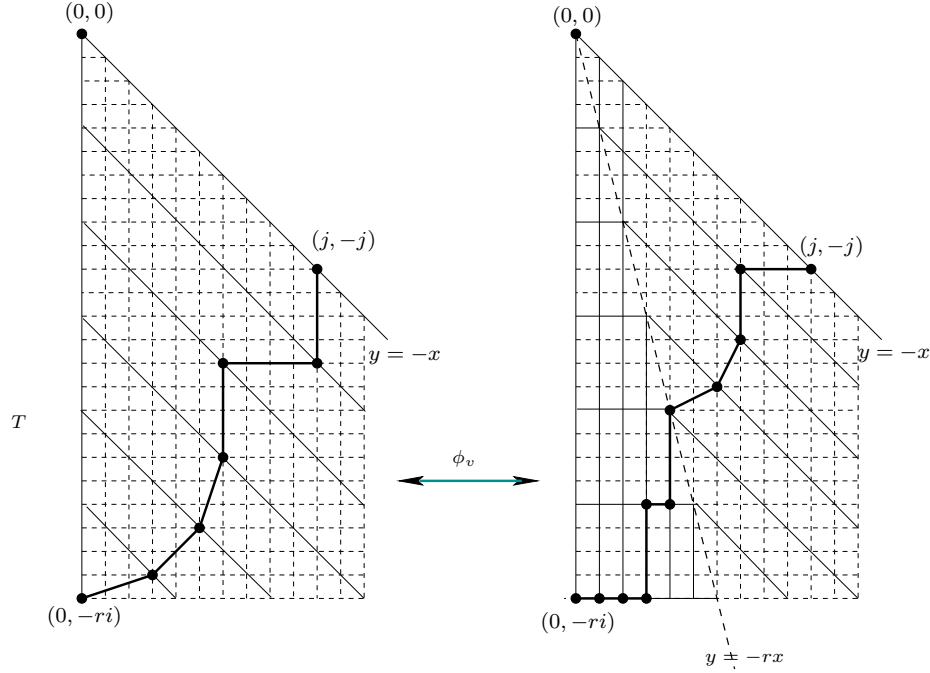 (0, 0)
(0, 0)
(j, −j)
(j, −j)
y = −x
y = −x
T
ϕ_v
(0, −ri)
(0, −ri)
y = −rx